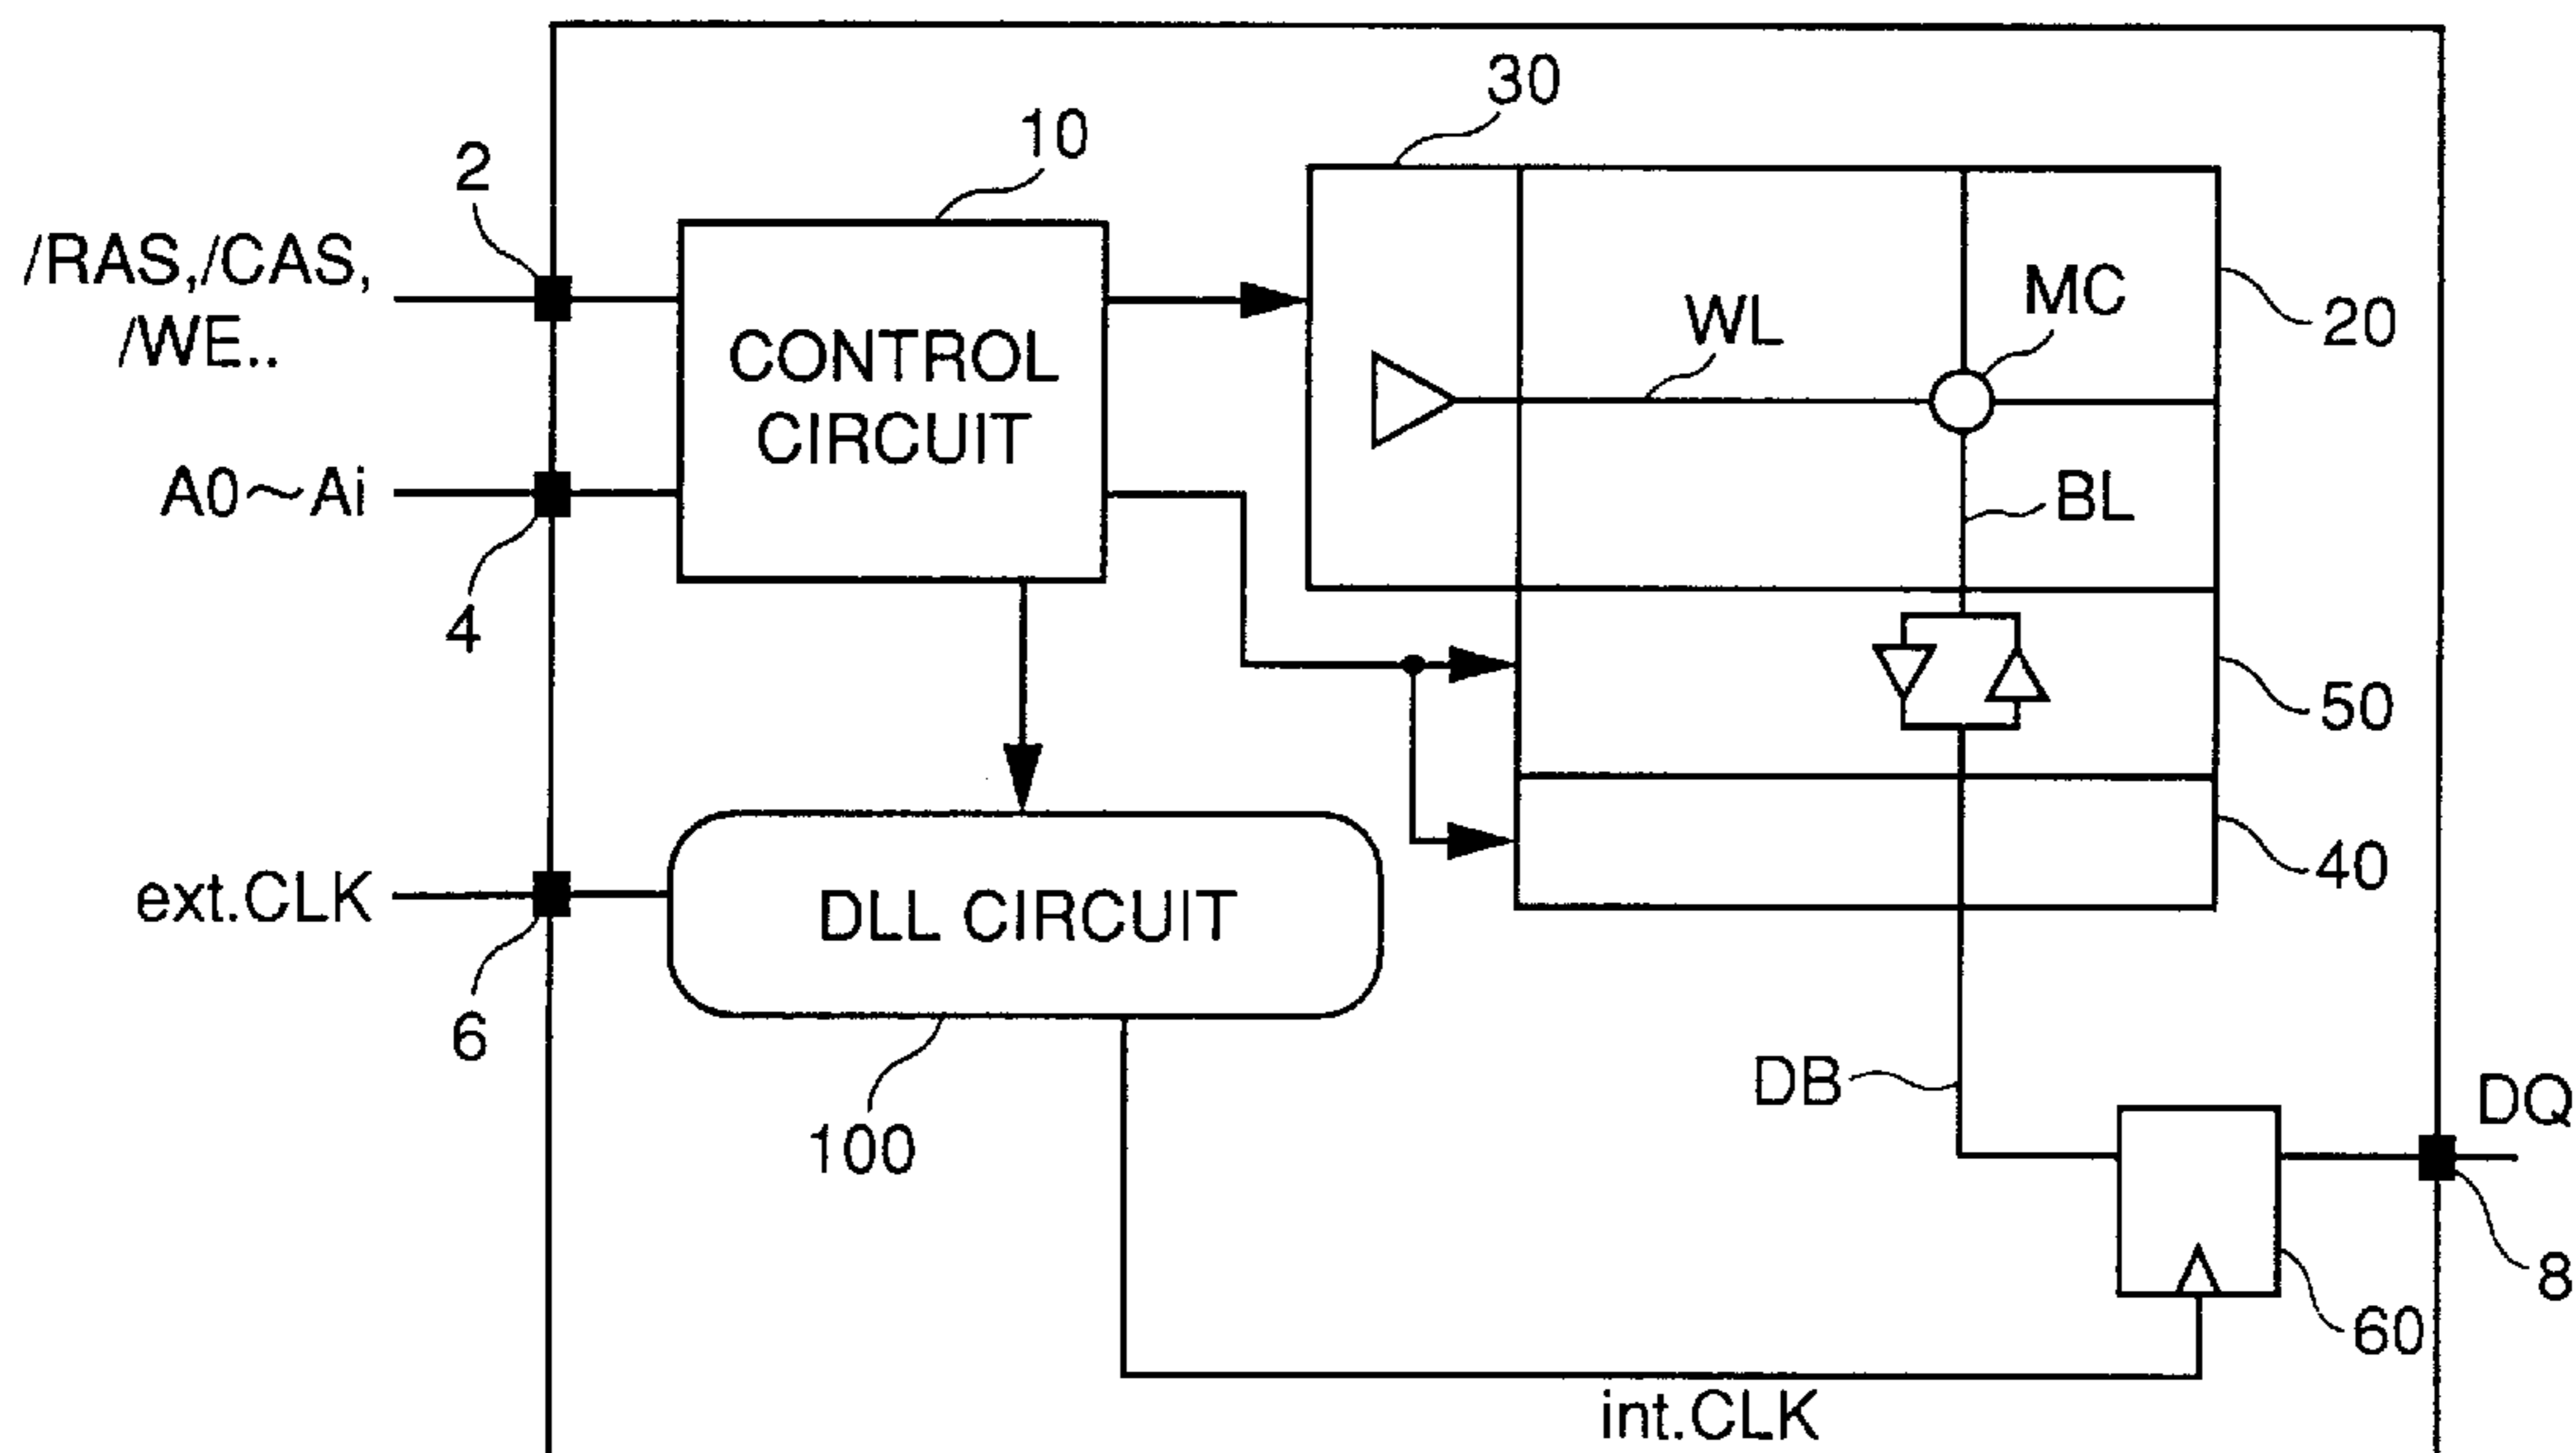 30
10
2
/RAS,/CAS,
/WE..
CONTROL
CIRCUIT
WL
MC
20
A0~Ai
BL
4
50
ext.CLK
DLL CIRCUIT
40
6
DB
DQ
100
8
60
int.CLK